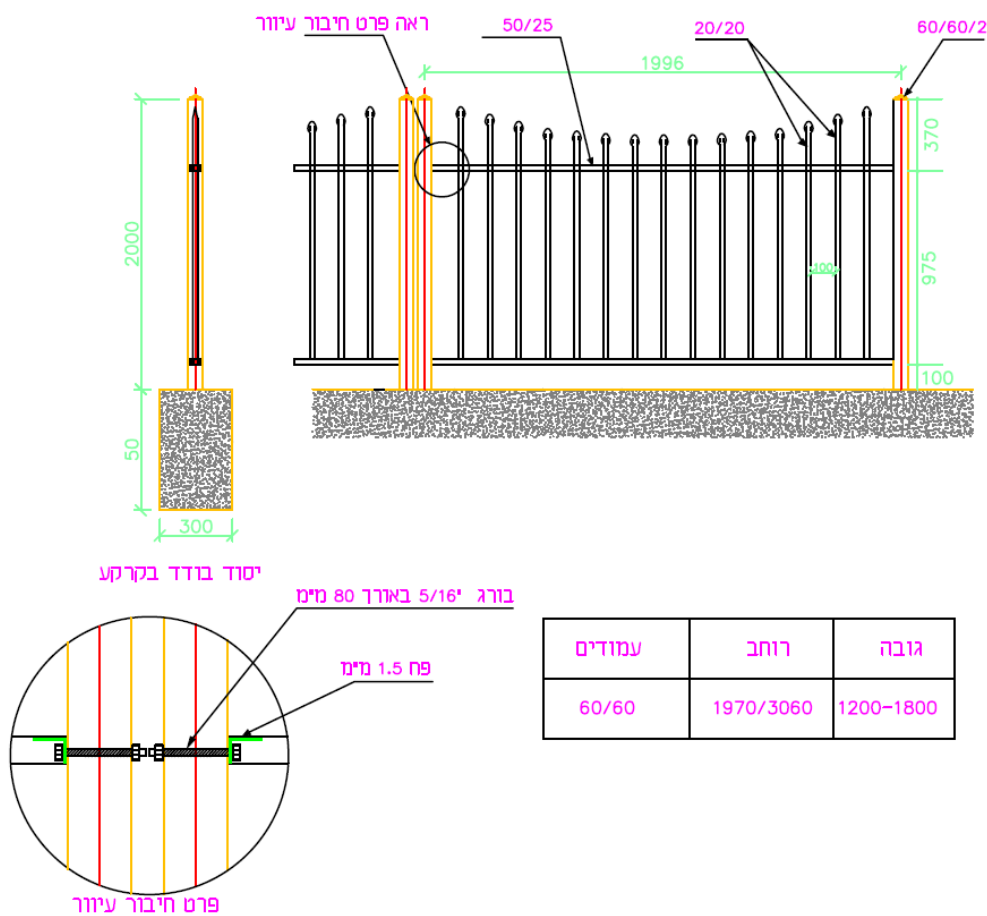 ראה פרט חיבור עיוור
50/25
20/20
60/60/2
1996
370
2000
975
100
100
50
300
יסוד בודד בקרקע
בורג 5/16" באורך 80 מ"מ
פח 1.5 מ"מ
עמודים רוחב גובה
60/60 1970/3060 1200-1800
פרט חיבור עיוור